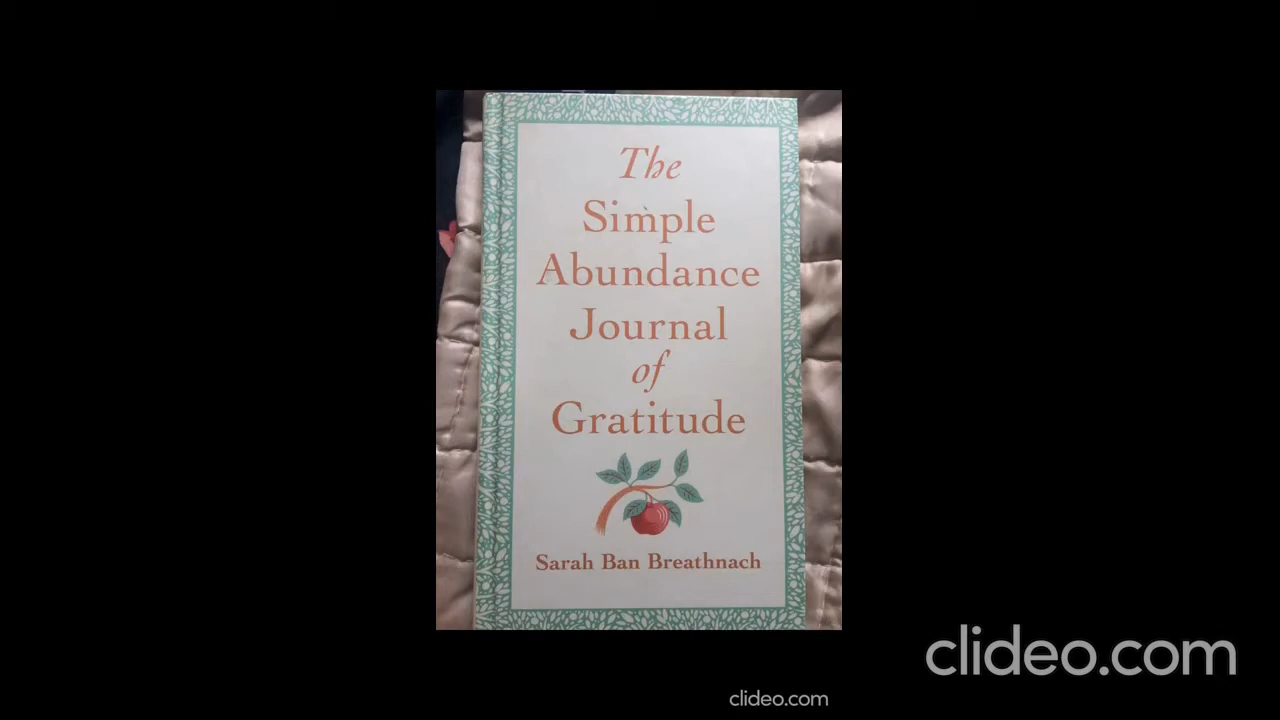 The
Simple
Abundance
Journal
of
Gratitude
Sarah Ban Breathnach
clideo.com
clideo.com